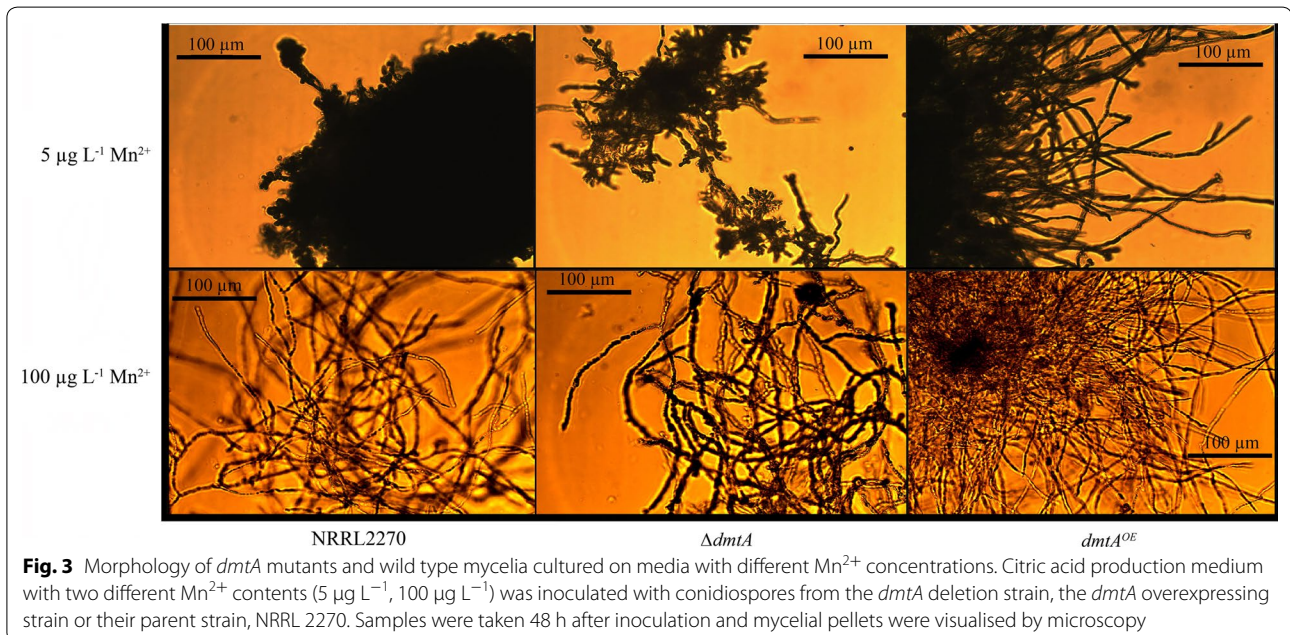 100 µm
100 µm
100 µm
5 µg L⁻¹ Mn²⁺
100 µm
100 µm
100 µm
100 µg L⁻¹ Mn²⁺
NRRL2270
ΔdmtA
dmtAᴼᴱ
Fig. 3 Morphology of dmtA mutants and wild type mycelia cultured on media with different Mn²⁺ concentrations. Citric acid production medium
with two different Mn²⁺ contents (5 µg L⁻¹, 100 µg L⁻¹) was inoculated with conidiospores from the dmtA deletion strain, the dmtA overexpressing
strain or their parent strain, NRRL 2270. Samples were taken 48 h after inoculation and mycelial pellets were visualised by microscopy